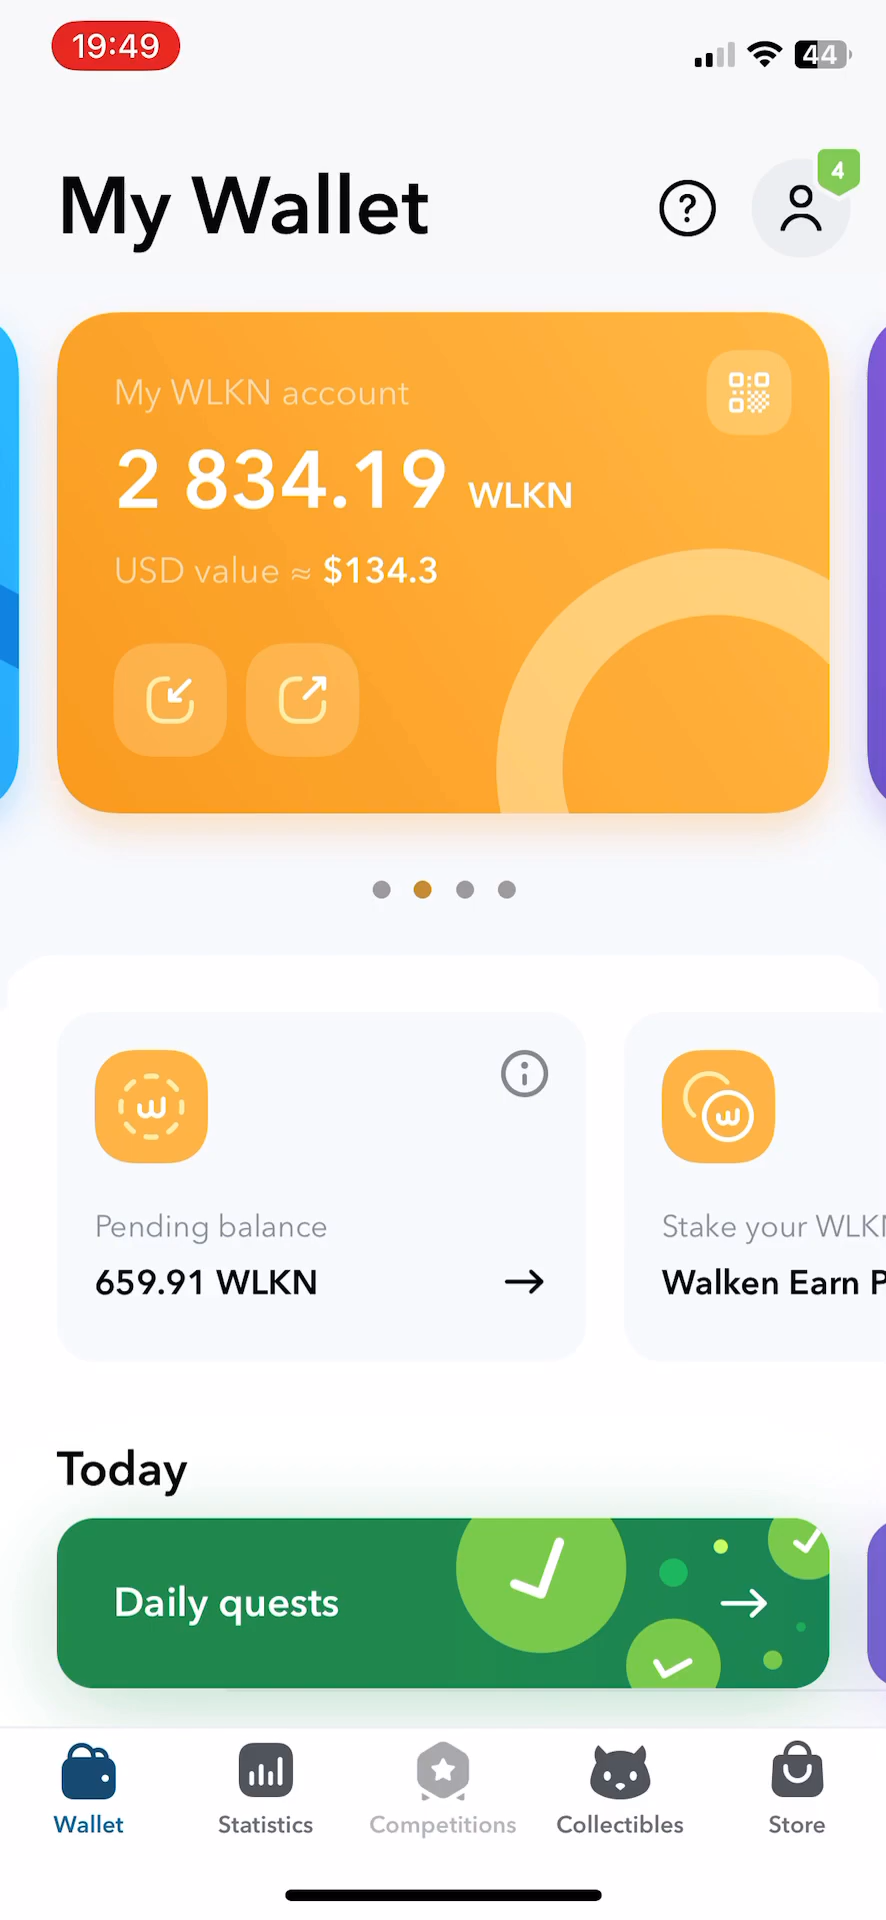 19:49
44
My Wallet
?
4
My WLKN account
2 834.19 WLKN
USD value ≈ $134.3
Pending balance
659.91 WLKN
Stake your WLK
Walken Earn P
Today
Daily quests
Wallet
Statistics
Competitions
Collectibles
Store